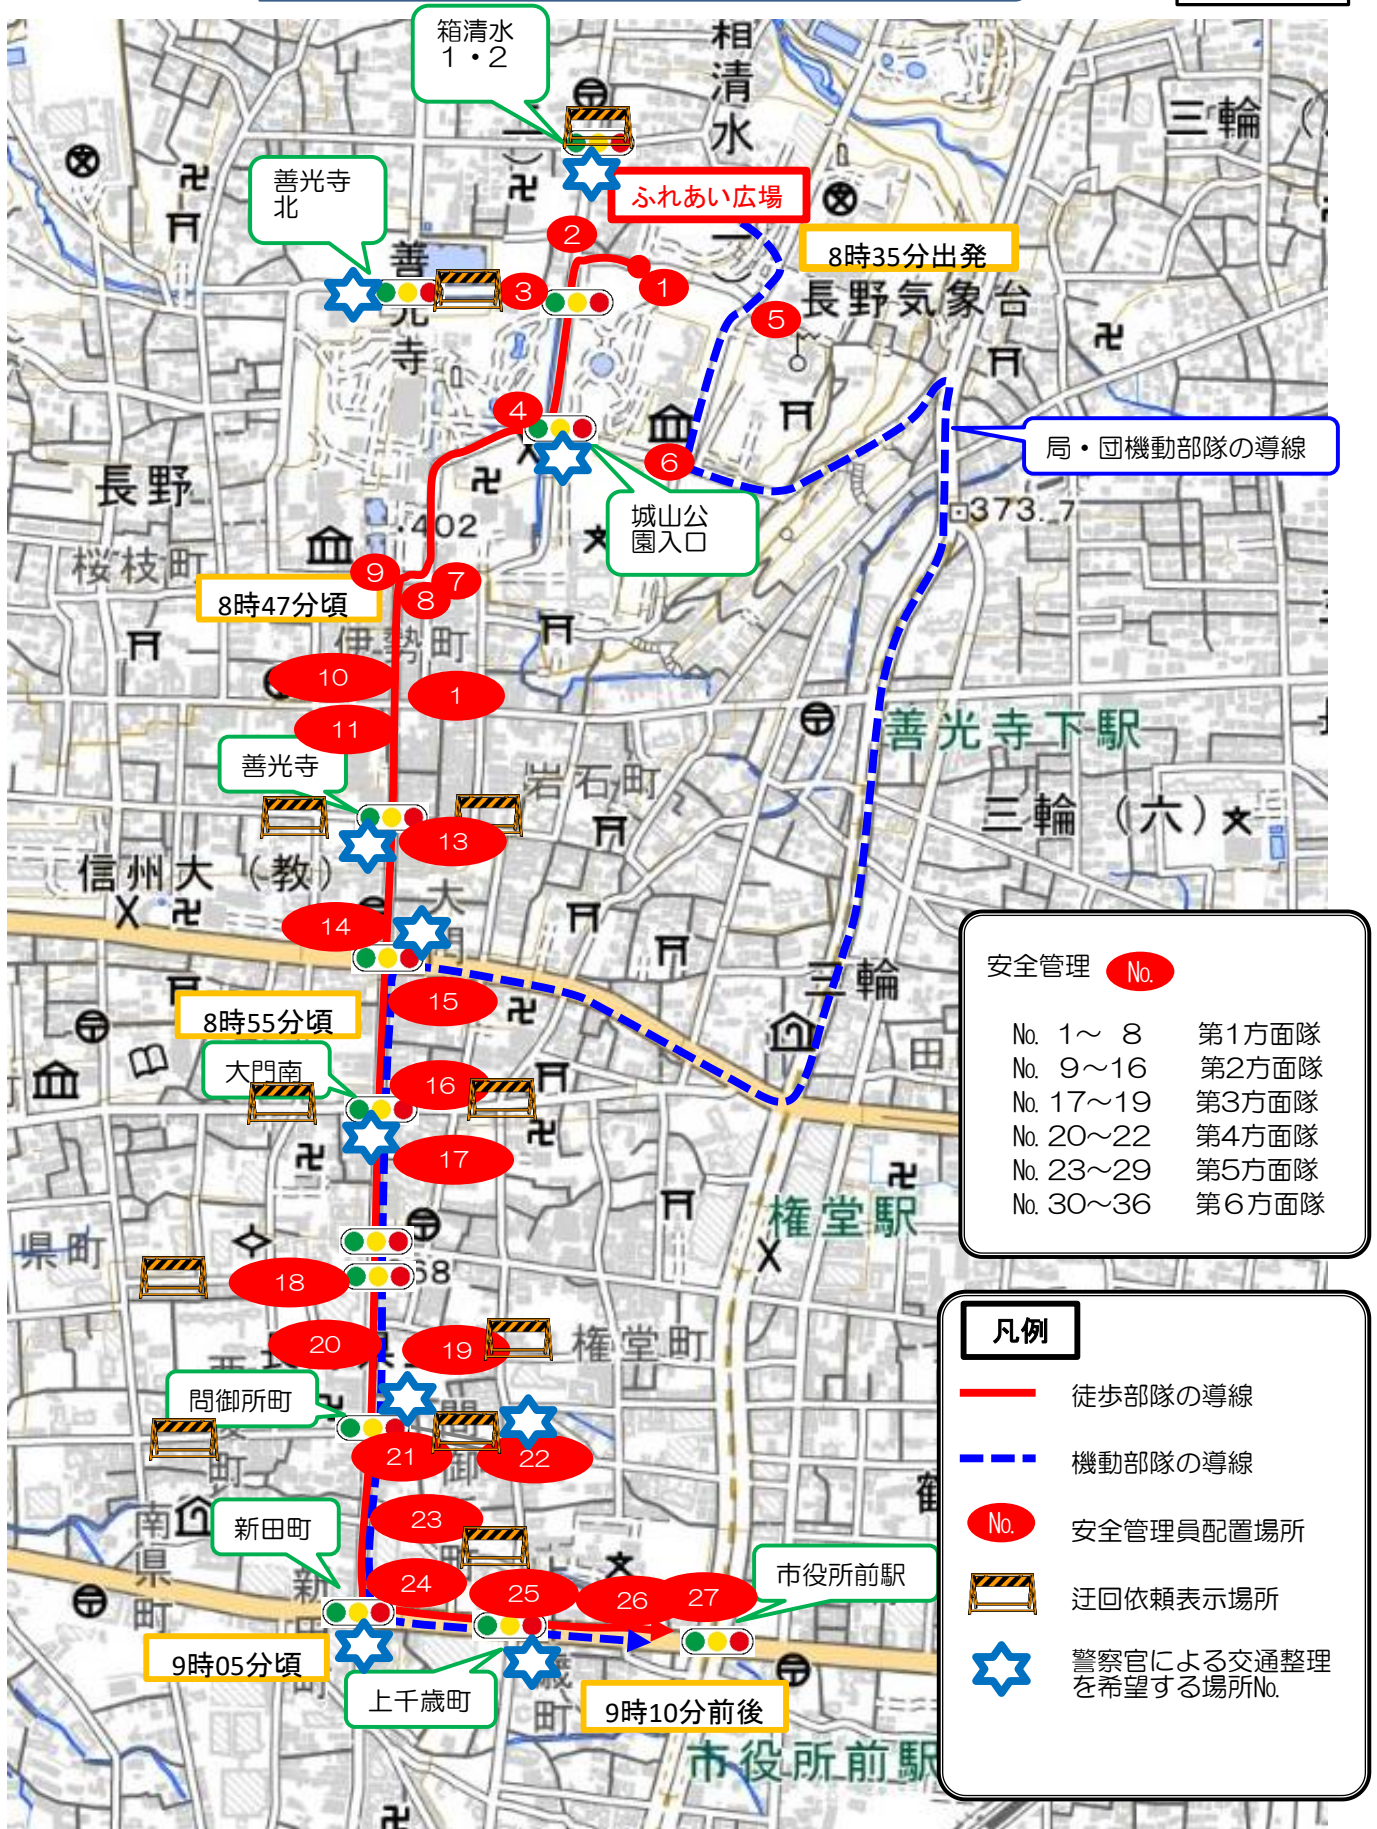 箱清水
１・２
相清水
三輪（
善光寺
北
ふれあい広場
8時35分出発
善光寺
2
3
1
5
長野気象台
4
6
局・団機動部隊の導線
長野
城山公
園入口
402
373.7
桜枝町
9
7
8
8時47分頃
伊勢町
10
1
11
善光寺下駅
善光寺
岩石町
三輪（六）
13
信州大（教）
大門
14
三輪
15
8時55分頃
大門南
16
17
田
安全管理 No.
No. 1～ 8 第1方面隊
No. 9～16 第2方面隊
No. 17～19 第3方面隊
No. 20～22 第4方面隊
No. 23～29 第5方面隊
No. 30～36 第6方面隊
権堂駅
県町
18
68
20
19
権堂町
問御所町
21
22
23
新田町
南県町
24
25
26
27
市役所前駅
9時05分頃
上千歳町
9時10分前後
市役所前駅
凡例
徒歩部隊の導線
機動部隊の導線
No. 安全管理員配置場所
迂回依頼表示場所
警察官による交通整理
を希望する場所No.